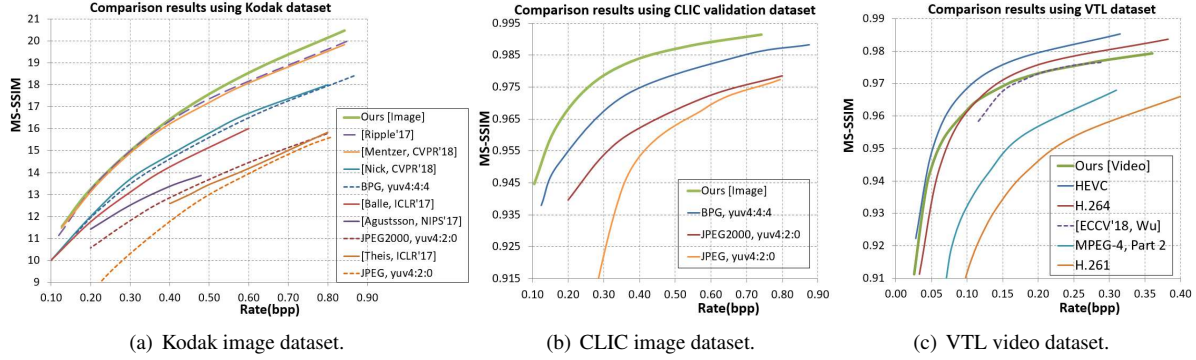 Comparison results using Kodak dataset
MS-SSIM
21
20
19
18
17
16
15
14
13
12
11
10
9
0.10 0.20 0.30 0.40 0.50 0.60 0.70 0.80 0.90
Rate(bpp)
Ours [Image]
[Ripple'17]
[Mentzer, CVPR'18]
[Nick, CVPR'18]
BPG, yuv4:4:4
[Balle, ICLR'17]
[Agustsson, NIPS'17]
JPEG2000, yuv4:2:0
[Theis, ICLR'17]
JPEG, yuv4:2:0
(a) Kodak image dataset.
Comparison results using CLIC validation dataset
MS-SSIM
0.995
0.985
0.975
0.965
0.955
0.945
0.935
0.925
0.915
0.10 0.20 0.30 0.40 0.50 0.60 0.70 0.80 0.90
Rate(bpp)
Ours [Image]
BPG, yuv4:4:4
JPEG2000, yuv4:2:0
JPEG, yuv4:2:0
(b) CLIC image dataset.
Comparison results using VTL dataset
MS-SSIM
0.99
0.98
0.97
0.96
0.95
0.94
0.93
0.92
0.91
0.00 0.05 0.10 0.15 0.20 0.25 0.30 0.35 0.40
Rate(bpp)
Ours [Video]
HEVC
H.264
[ECCV'18, Wu]
MPEG-4, Part 2
H.261
(c) VTL video dataset.